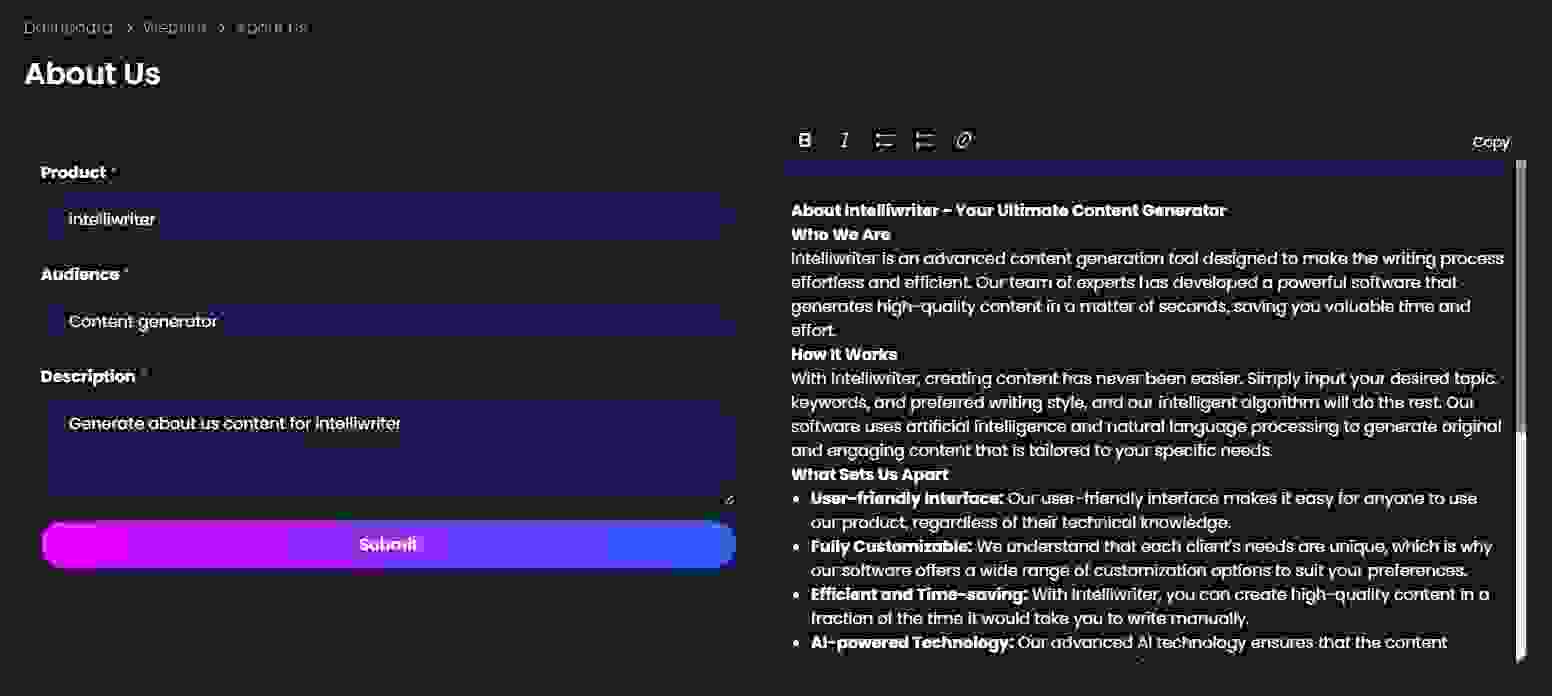 Dashboard > Website > About Us
About Us
B I Copy
Product *
Intelliwriter
Audience *
Content generator
Description *
Generate about us content for intelliwriter
Submit
About Intelliwriter - Your Ultimate Content Generator
Who We Are
Intelliwriter is an advanced content generation tool designed to make the writing process
effortless and efficient. Our team of experts has developed a powerful software that
generates high-quality content in a matter of seconds, saving you valuable time and
effort.
How It Works
With Intelliwriter, creating content has never been easier. Simply input your desired topic,
keywords, and preferred writing style, and our intelligent algorithm will do the rest. Our
software uses artificial intelligence and natural language processing to generate original
and engaging content that is tailored to your specific needs.
What Sets Us Apart
• User-friendly Interface: Our user-friendly interface makes it easy for anyone to use
our product, regardless of their technical knowledge.
• Fully Customizable: We understand that each client's needs are unique, which is why
our software offers a wide range of customization options to suit your preferences.
• Efficient and Time-saving: With Intelliwriter, you can create high-quality content in a
fraction of the time it would take you to write manually.
• AI-powered Technology: Our advanced AI technology ensures that the content